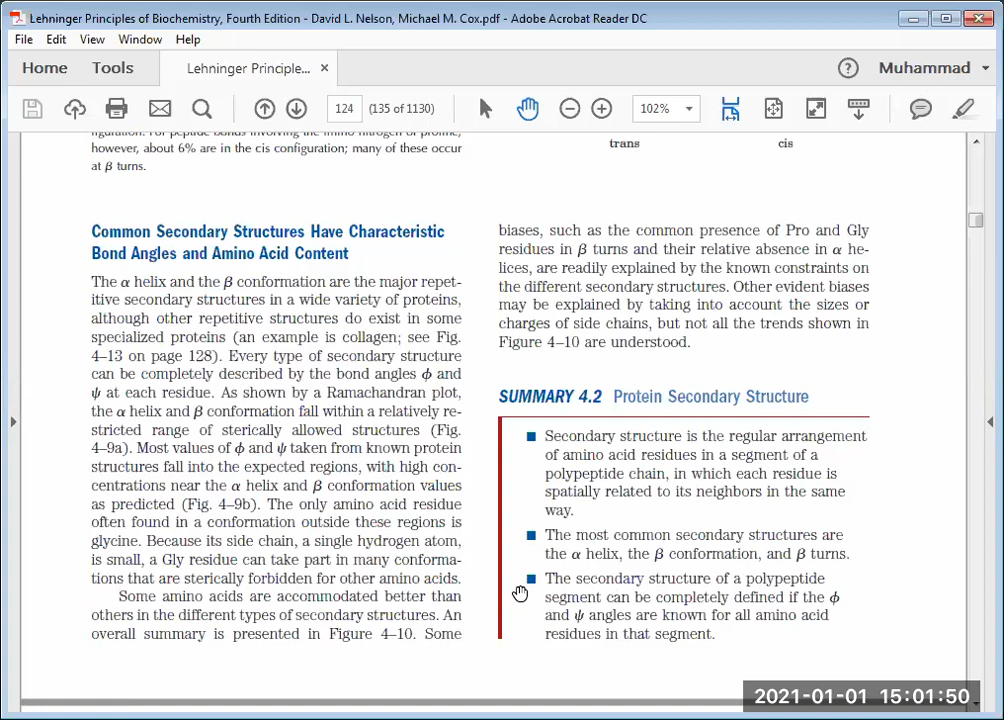 Lehninger Principles of Biochemistry, Fourth Edition - David L. Nelson, Michael M. Cox.pdf - Adobe Acrobat Reader DC
File Edit View Window Help
Home Tools Lehninger Principle... × ? Muhammad
124 (135 of 1130) 102%
figuration. For peptide bonds involving the imino nitrogen of proline,
however, about 6% are in the cis configuration; many of these occur
at β turns.
trans cis
Common Secondary Structures Have Characteristic
Bond Angles and Amino Acid Content
The α helix and the β conformation are the major repet-
itive secondary structures in a wide variety of proteins,
although other repetitive structures do exist in some
specialized proteins (an example is collagen; see Fig.
4–13 on page 128). Every type of secondary structure
can be completely described by the bond angles ϕ and
ψ at each residue. As shown by a Ramachandran plot,
the α helix and β conformation fall within a relatively re-
stricted range of sterically allowed structures (Fig.
4–9a). Most values of ϕ and ψ taken from known protein
structures fall into the expected regions, with high con-
centrations near the α helix and β conformation values
as predicted (Fig. 4–9b). The only amino acid residue
often found in a conformation outside these regions is
glycine. Because its side chain, a single hydrogen atom,
is small, a Gly residue can take part in many conforma-
tions that are sterically forbidden for other amino acids.
Some amino acids are accommodated better than
others in the different types of secondary structures. An
overall summary is presented in Figure 4–10. Some
biases, such as the common presence of Pro and Gly
residues in β turns and their relative absence in α he-
lices, are readily explained by the known constraints on
the different secondary structures. Other evident biases
may be explained by taking into account the sizes or
charges of side chains, but not all the trends shown in
Figure 4–10 are understood.
SUMMARY 4.2 Protein Secondary Structure
■ Secondary structure is the regular arrangement
of amino acid residues in a segment of a
polypeptide chain, in which each residue is
spatially related to its neighbors in the same
way.
■ The most common secondary structures are
the α helix, the β conformation, and β turns.
■ The secondary structure of a polypeptide
segment can be completely defined if the ϕ
and ψ angles are known for all amino acid
residues in that segment.
2021-01-01 15:01:50